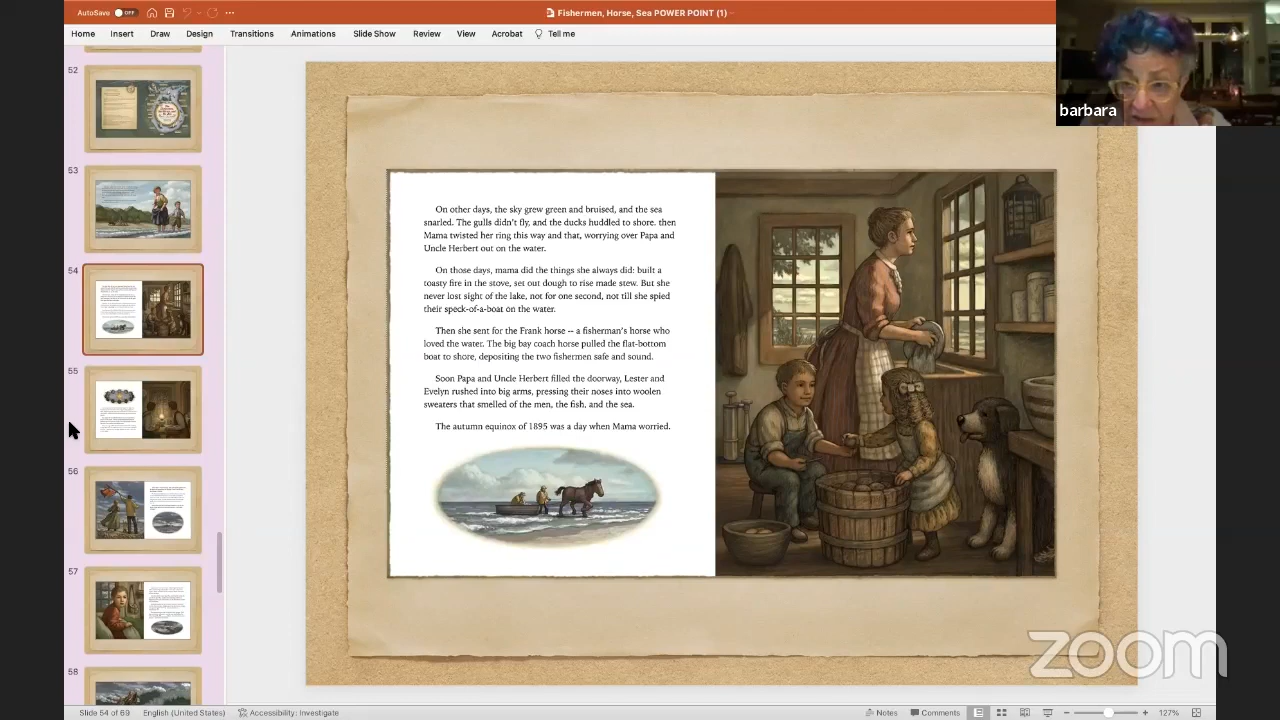 AutoSave OFF
Fishermen, Horse, Sea POWER POINT (1)
Home Insert Draw Design Transitions Animations Slide Show Review View Acrobat Tell me
barbara
52
53
54
55
56
57
58
On other days, the sky grew green and bruised, and the sea
snarled. The gulls didn't fly, and the ducks huddled to shore. then
Mama twisted her ring this way and that, worrying over Papa and
Uncle Herbert out on the water.
On those days, mama did the things she always did: built a
toasty fire in the stove, set out dough to rise made stew. But she
never lost sight of the lake, not for one second, not till she spied
their speck-of-a-boat on the water.
Then she sent for the Frank horse -- a fisherman's horse who
loved the water. The big bay coach horse pulled the flat-bottom
boat to shore, depositing the two fishermen safe and sound.
Soon Papa and Uncle Herbert filled the doorway, Lester and
Evelyn rushed into big arms, pressing their noses into woolen
sweaters that smelled of the men, the fish, and the sea.
The autumn equinox of 1895 was a day when Mama worried.
zoom
Slide 54 of 69 English (United States) Accessibility: Investigate Notes Comments 127%